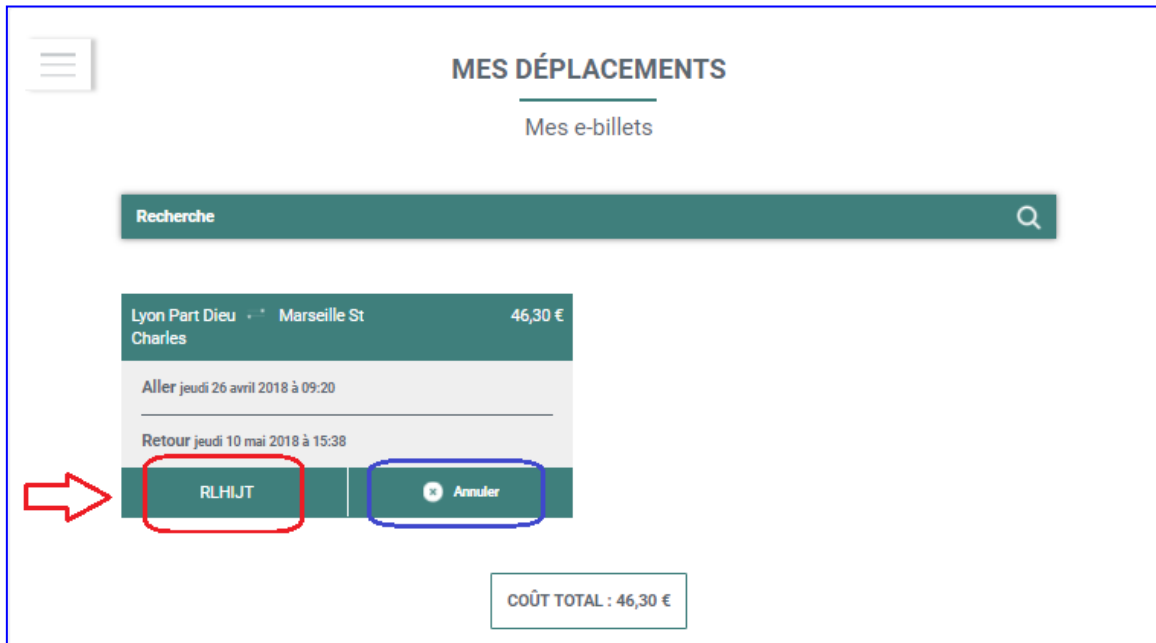 MES DÉPLACEMENTS
Mes e-billets
Recherche
Lyon Part Dieu Marseille St 46,30 €
Charles
Aller jeudi 26 avril 2018 à 09:20
Retour jeudi 10 mai 2018 à 15:38
RLHIJT Annuler
COÛT TOTAL : 46,30 €